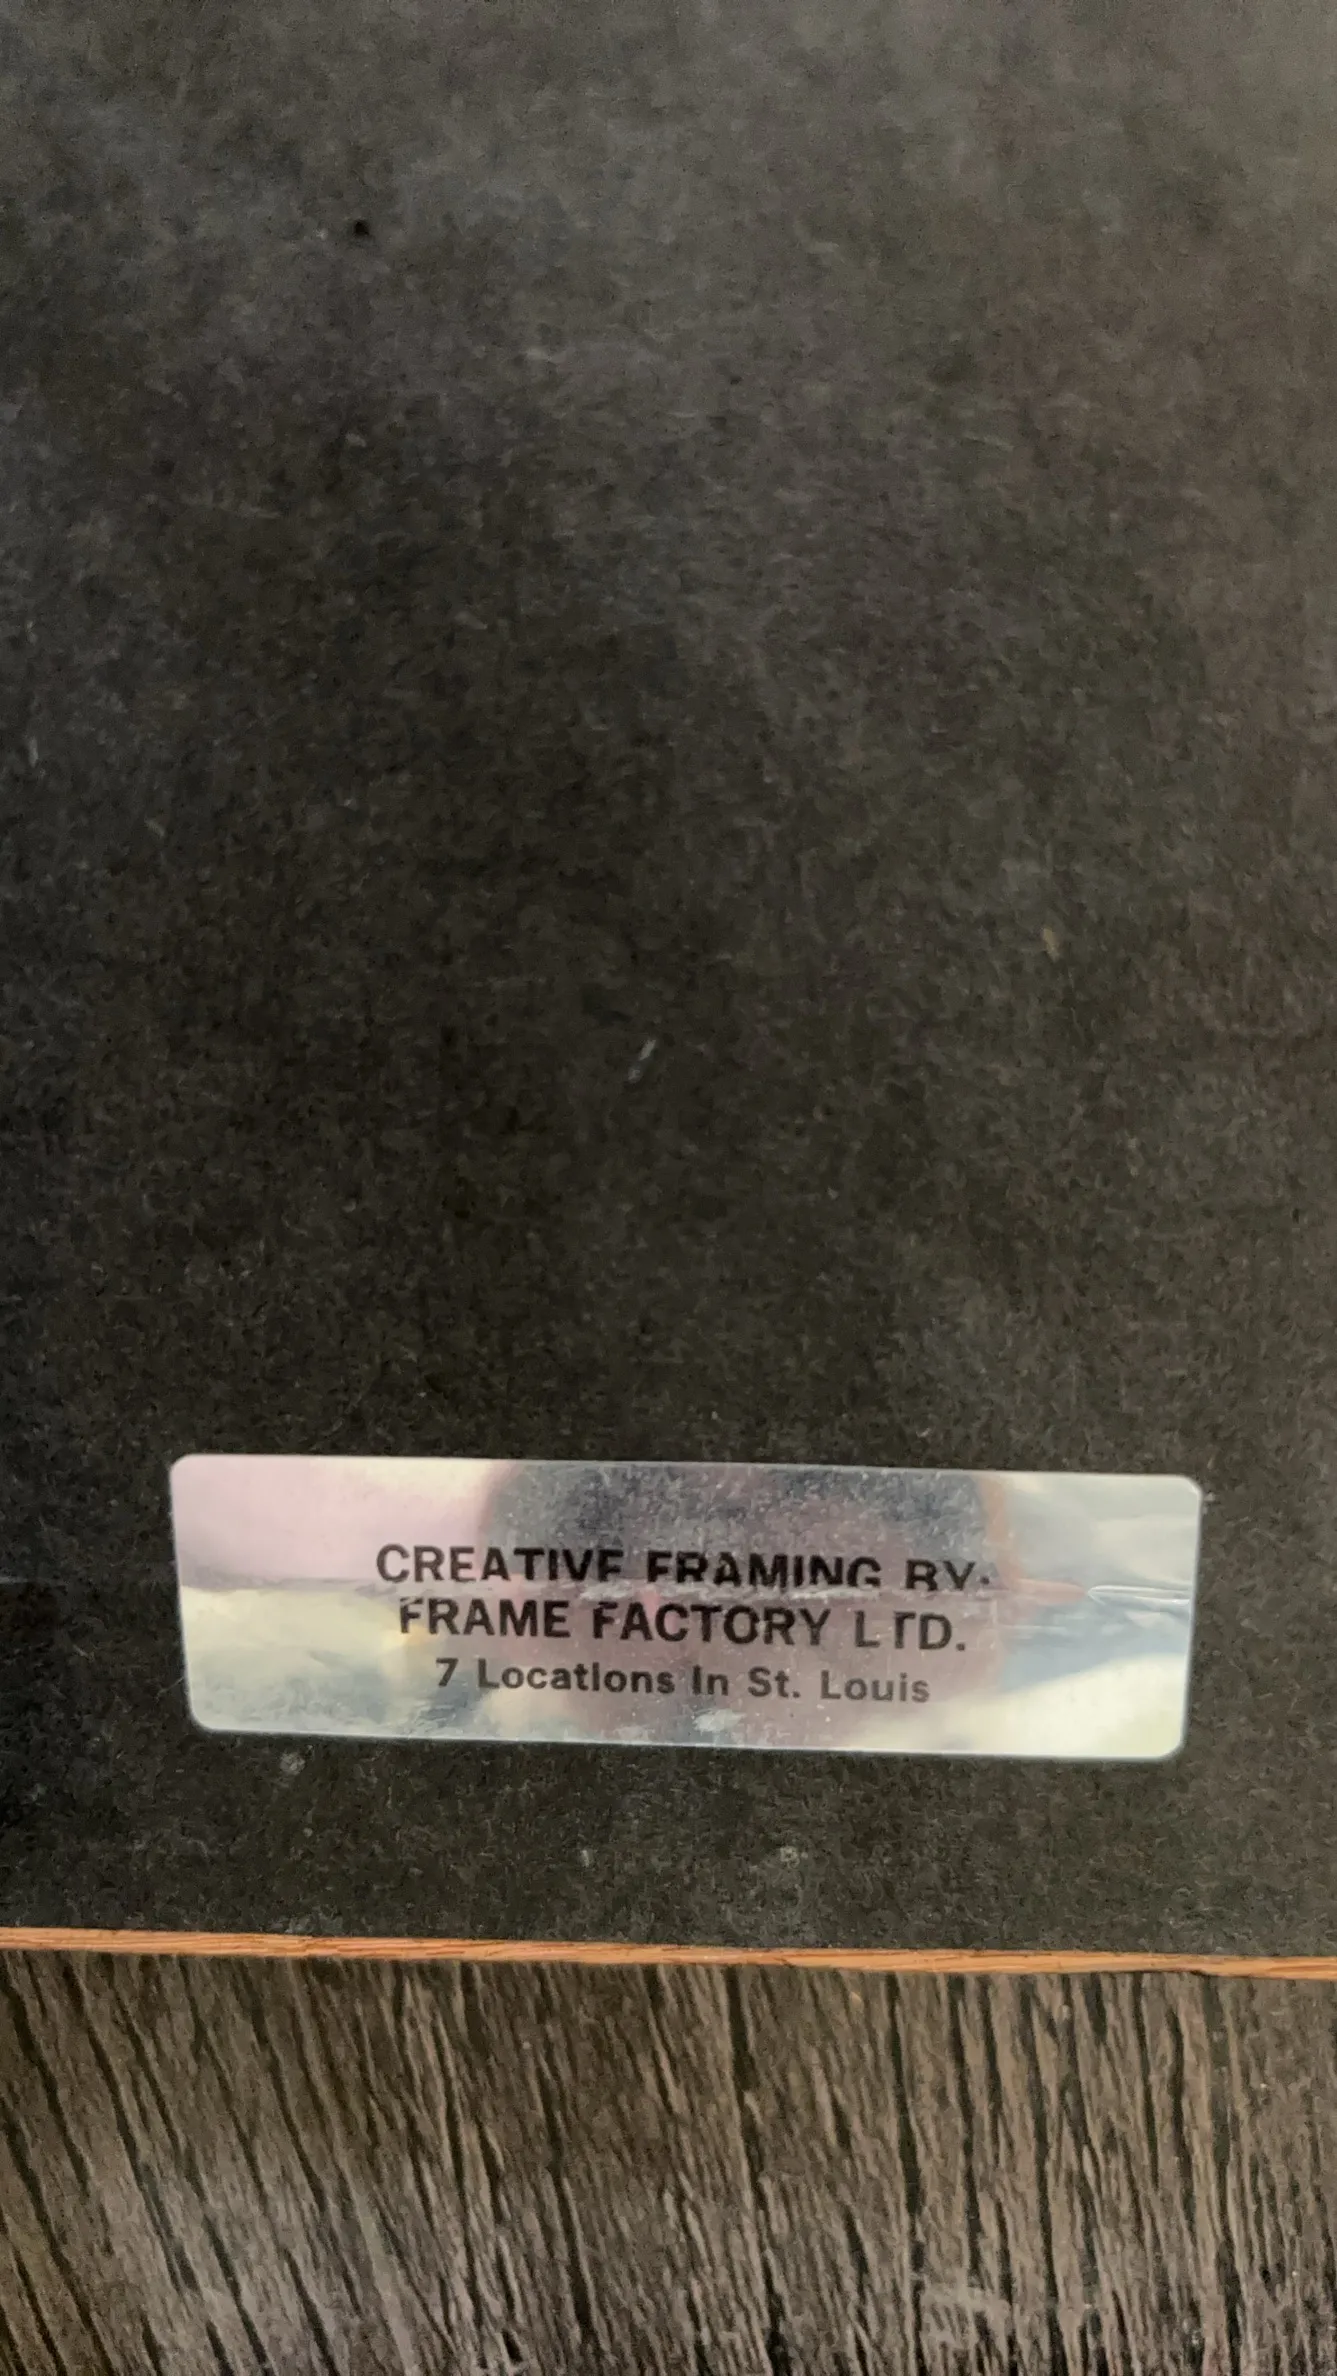 CREATIVE FRAMING BY:
FRAME FACTORY LTD.
7 Locations In St. Louis